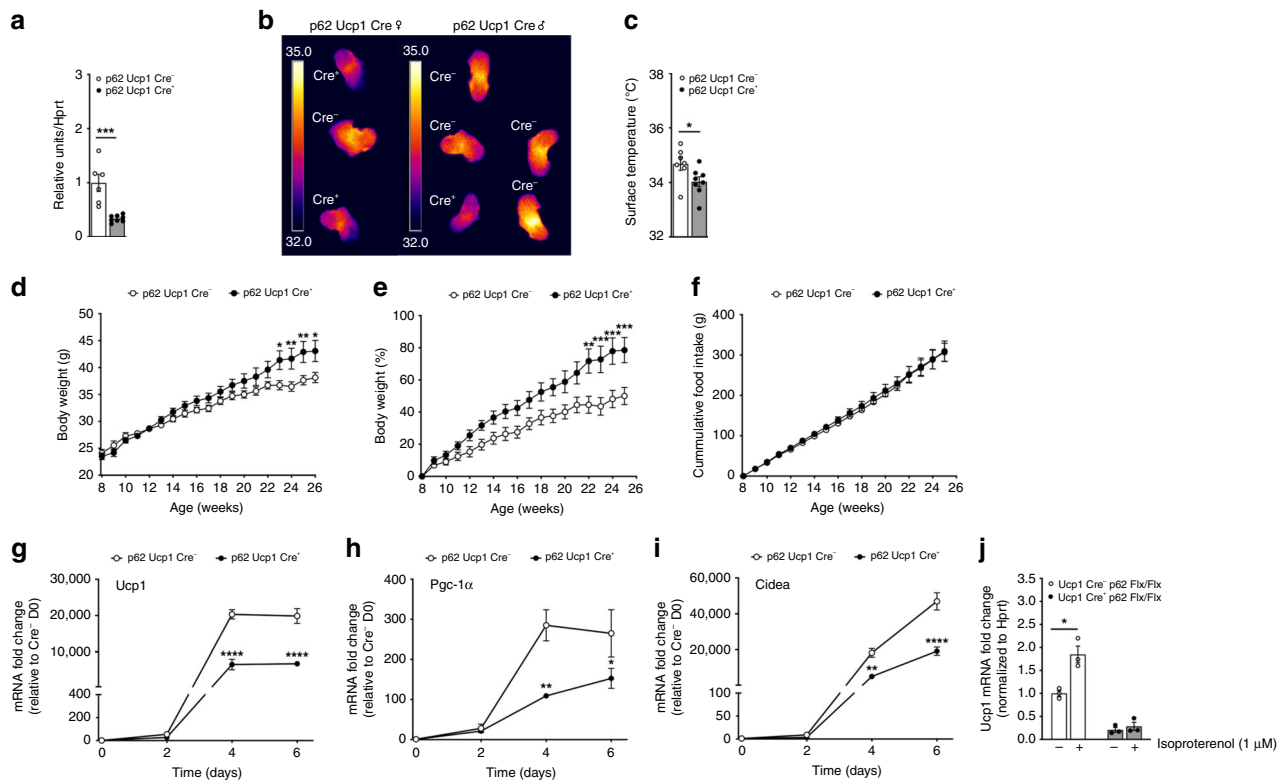 a
Relative units/Hprt
3
2
1
0
p62 Ucp1 Cre⁻
p62 Ucp1 Cre⁺
***
b
p62 Ucp1 Cre♀
p62 Ucp1 Cre♂
35.0
32.0
Cre⁺
Cre⁻
Cre⁺
35.0
32.0
Cre⁻
Cre⁻
Cre⁻
Cre⁺
Cre⁻
c
Surface temperature (°C)
38
36
34
32
p62 Ucp1 Cre⁻
p62 Ucp1 Cre⁺
*
d
p62 Ucp1 Cre⁻
p62 Ucp1 Cre⁺
Body weight (g)
50
45
40
35
30
25
20
* ** ** *
8 10 12 14 16 18 20 22 24 26
Age (weeks)
e
p62 Ucp1 Cre⁻
p62 Ucp1 Cre⁺
Body weight (%)
100
80
60
40
20
0
** *** *** ***
8 10 12 14 16 18 20 22 24 26
Age (weeks)
f
p62 Ucp1 Cre⁻
p62 Ucp1 Cre⁺
Cummulative food intake (g)
400
300
200
100
0
8 10 12 14 16 18 20 22 24 26
Age (weeks)
g
p62 Ucp1 Cre⁻
p62 Ucp1 Cre⁺
Ucp1
mRNA fold change
(relative to Cre⁻ D0)
30,000
20,000
10,000
400
200
0
**** ****
0 2 4 6
Time (days)
h
p62 Ucp1 Cre⁻
p62 Ucp1 Cre⁺
Pgc-1α
mRNA fold change
(relative to Cre⁻ D0)
400
300
200
100
0
** *
0 2 4 6
Time (days)
i
p62 Ucp1 Cre⁻
p62 Ucp1 Cre⁺
Cidea
mRNA fold change
(relative to Cre⁻ D0)
60,000
40,000
20,000
100
50
0
** ****
0 2 4 6
Time (days)
j
Ucp1 Cre⁻ p62 Flx/Flx
Ucp1 Cre⁺ p62 Flx/Flx
Ucp1 mRNA fold change
(normalized to Hprt)
3.5
3.0
2.5
2.0
1.5
1.0
0.5
0.0
*
− + − + Isoproterenol (1 μM)